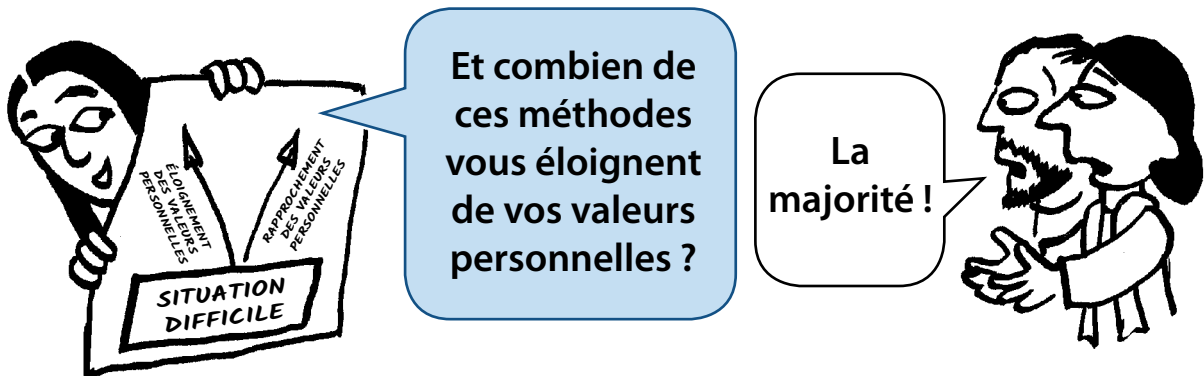 ÉLOIGNEMENT
DES VALEURS
PERSONNELLES
RAPPROCHEMENT
DES VALEURS
PERSONNELLES
SITUATION
DIFFICILE
Et combien de
ces méthodes
vous éloignent
de vos valeurs
personnelles ?
La
majorité !